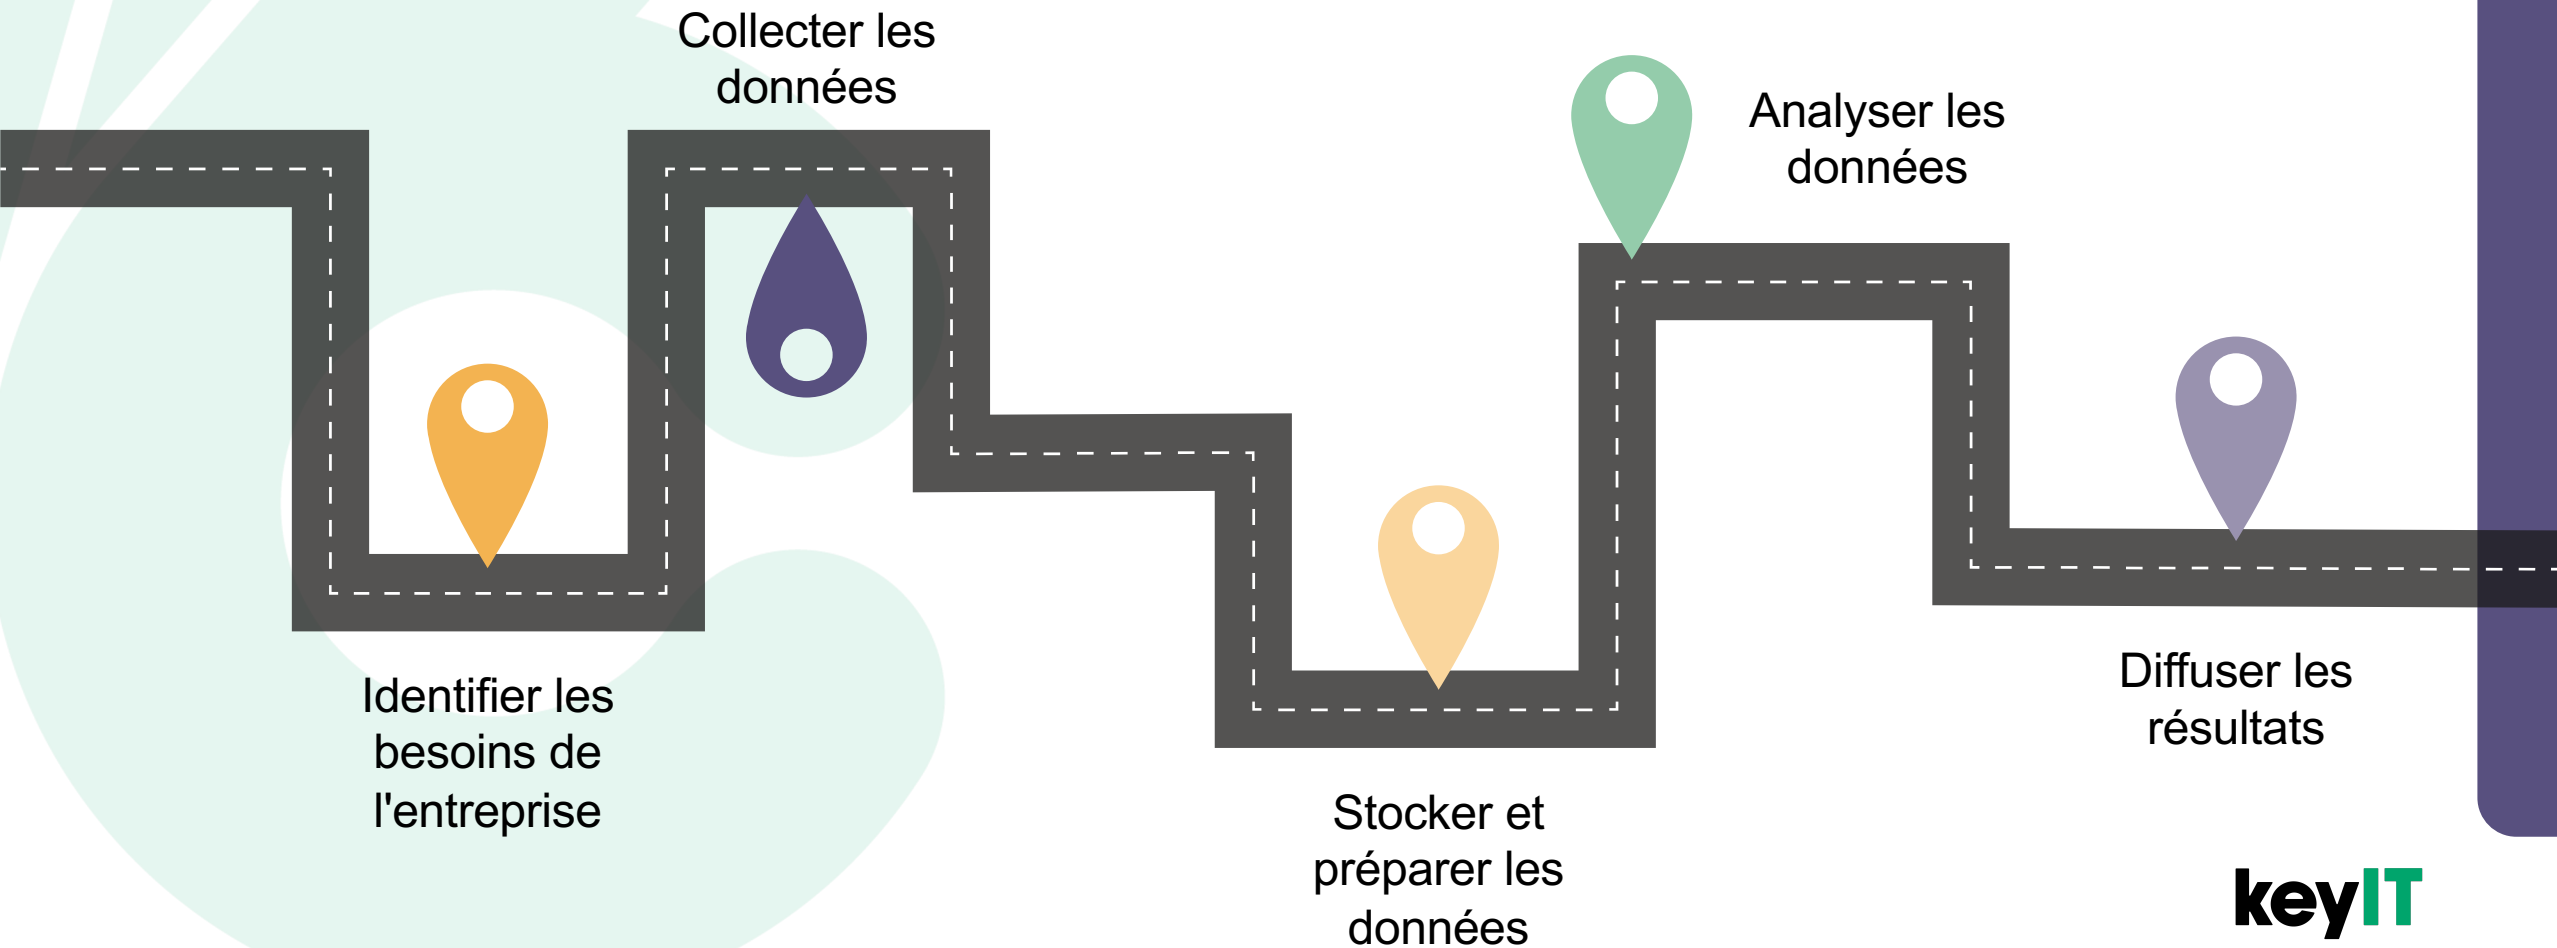 Collecter les
données
Analyser les
données
Identifier les
besoins de
l'entreprise
Stocker et
préparer les
données
Diffuser les
résultats
keyIT